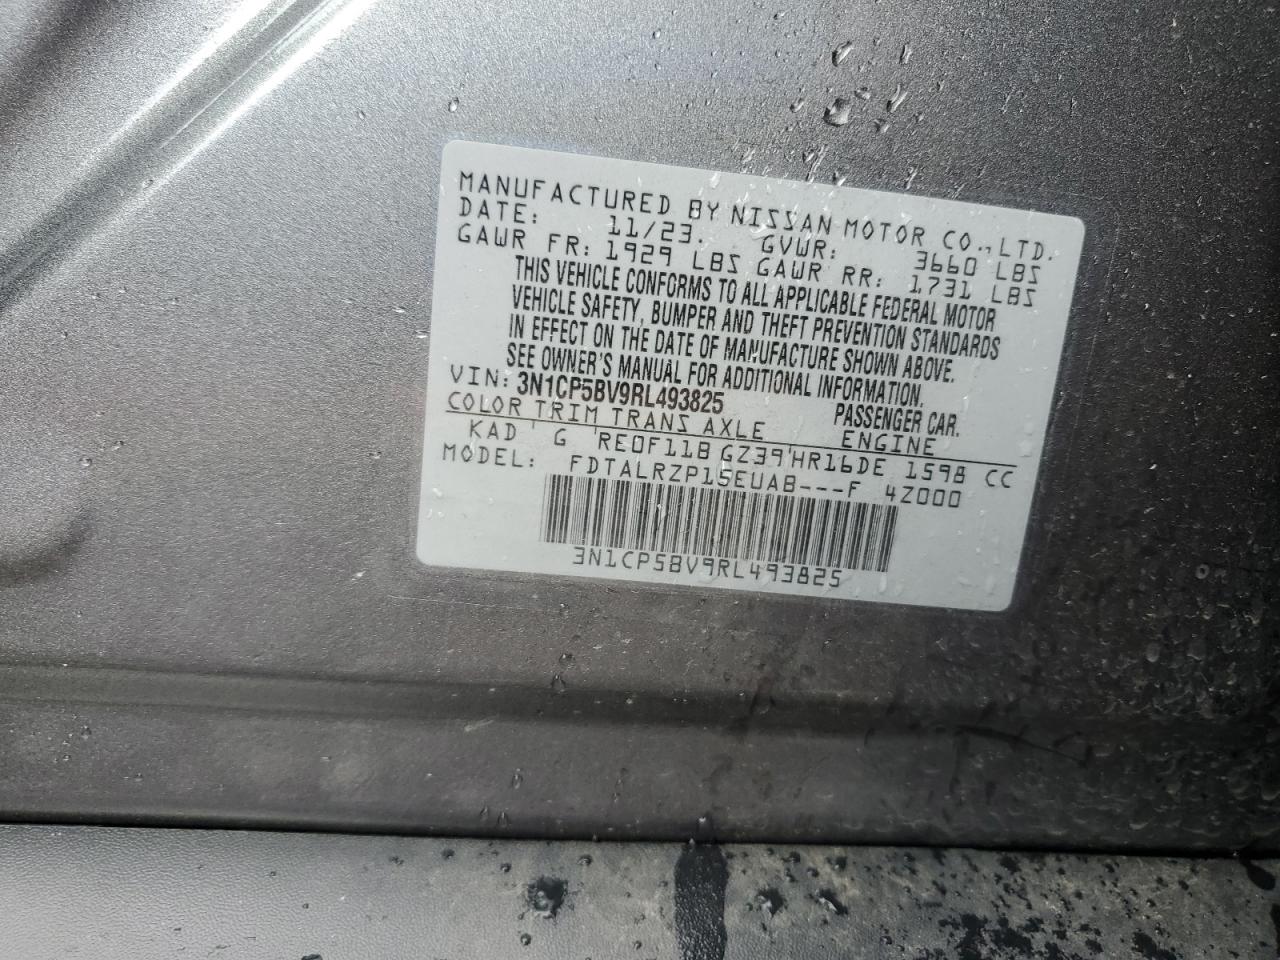 MANUFACTURED BY NISSAN MOTOR CO.,LTD.
DATE: 11/23. GVWR: 3660 LBS
GAWR FR: 1929 LBS GAWR RR: 1731 LBS
THIS VEHICLE CONFORMS TO ALL APPLICABLE FEDERAL MOTOR
VEHICLE SAFETY, BUMPER AND THEFT PREVENTION STANDARDS
IN EFFECT ON THE DATE OF MANUFACTURE SHOWN ABOVE.
SEE OWNER'S MANUAL FOR ADDITIONAL INFORMATION.
VIN: 3N1CP5BV9RL493825 PASSENGER CAR.
COLOR TRIM TRANS AXLE ENGINE
KAD G RE0F11B GZ39 HR16DE 1598 CC
MODEL: FDTALRZP15EUAB---F 4Z000
3N1CP5BV9RL493825